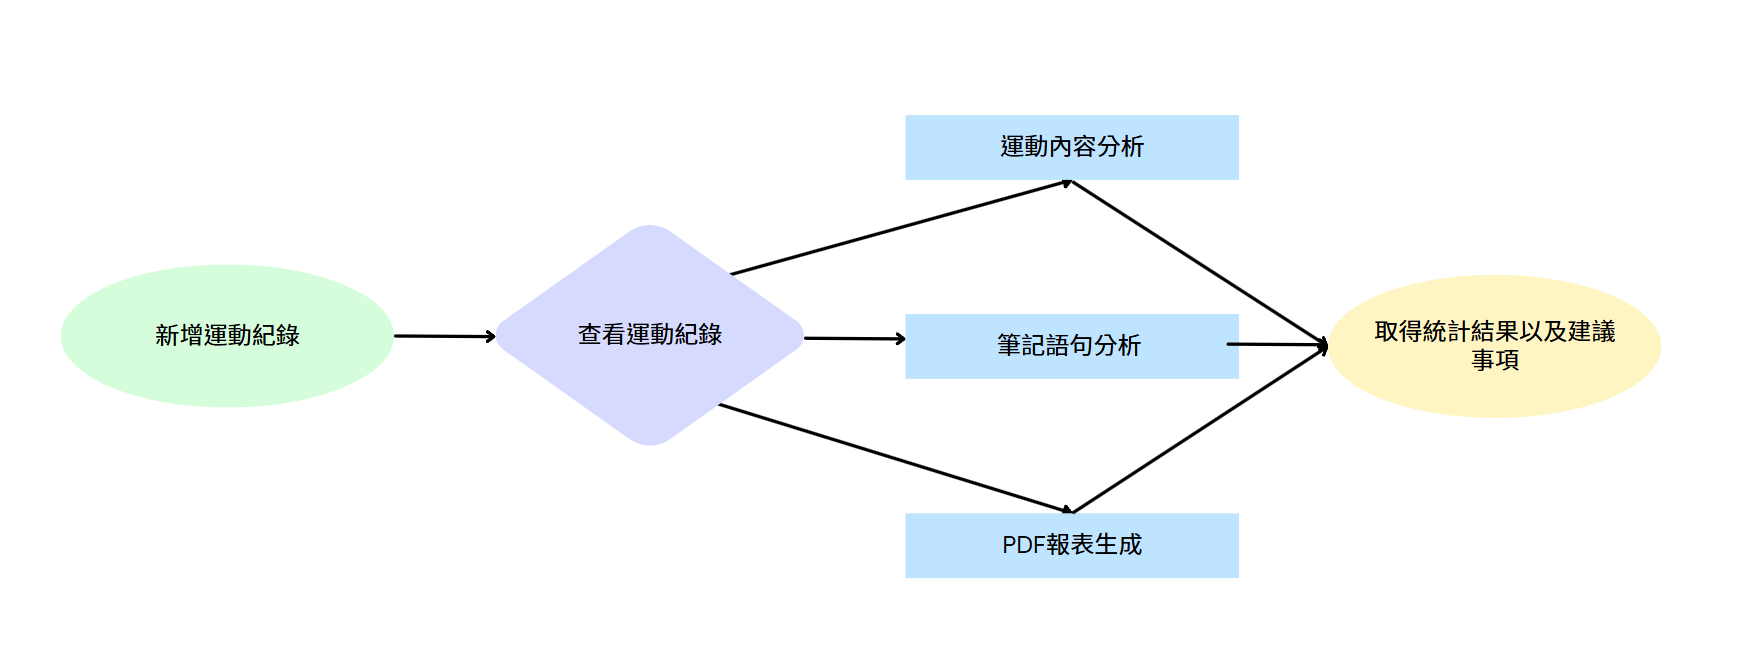 新增運動紀錄
查看運動紀錄
運動內容分析
筆記語句分析
PDF報表生成
取得統計結果以及建議
事項